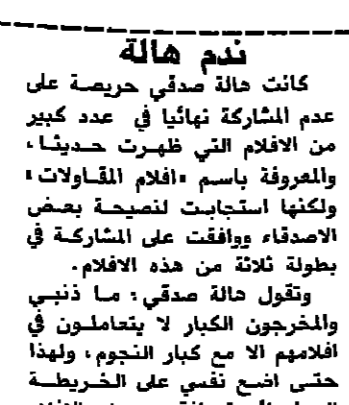 ندم هالة
كانت هالة صدقي حريصة على
عدم المشاركة نهائيا في عدد كبير
من الافلام التي ظهرت حديثا،
والمعروفة باسم «افلام المقاولات»
ولكنها استجابت لنصيحة بعض
الاصدقاء ووافقت على المشاركة في
بطولة ثلاثة من هذه الافلام.
وتقول هالة صدقي: ما ذنبي
والمخرجون الكبار لا يتعاملون في
افلامهم الا مع كبار النجوم، ولهذا
حتى اضع نفسي على الخريطة